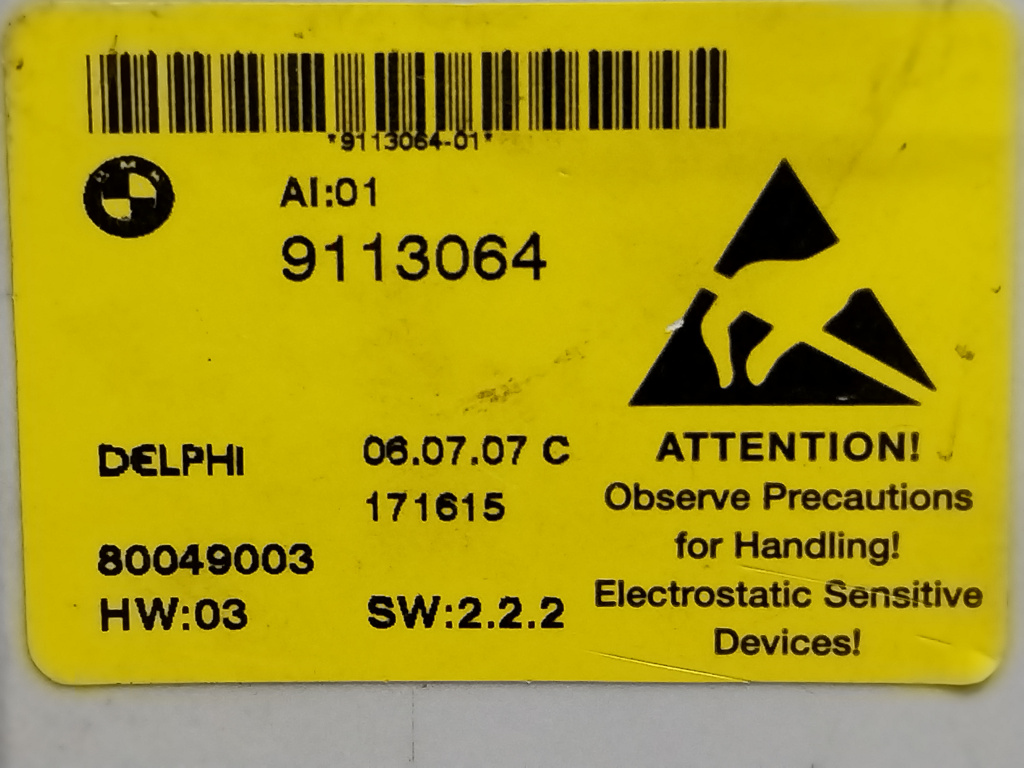 *9113064-01*
BMW
AI:01
9113064
DELPHI
06.07.07 C
171615
80049003
HW:03
SW:2.2.2
ATTENTION!
Observe Precautions
for Handling!
Electrostatic Sensitive
Devices!